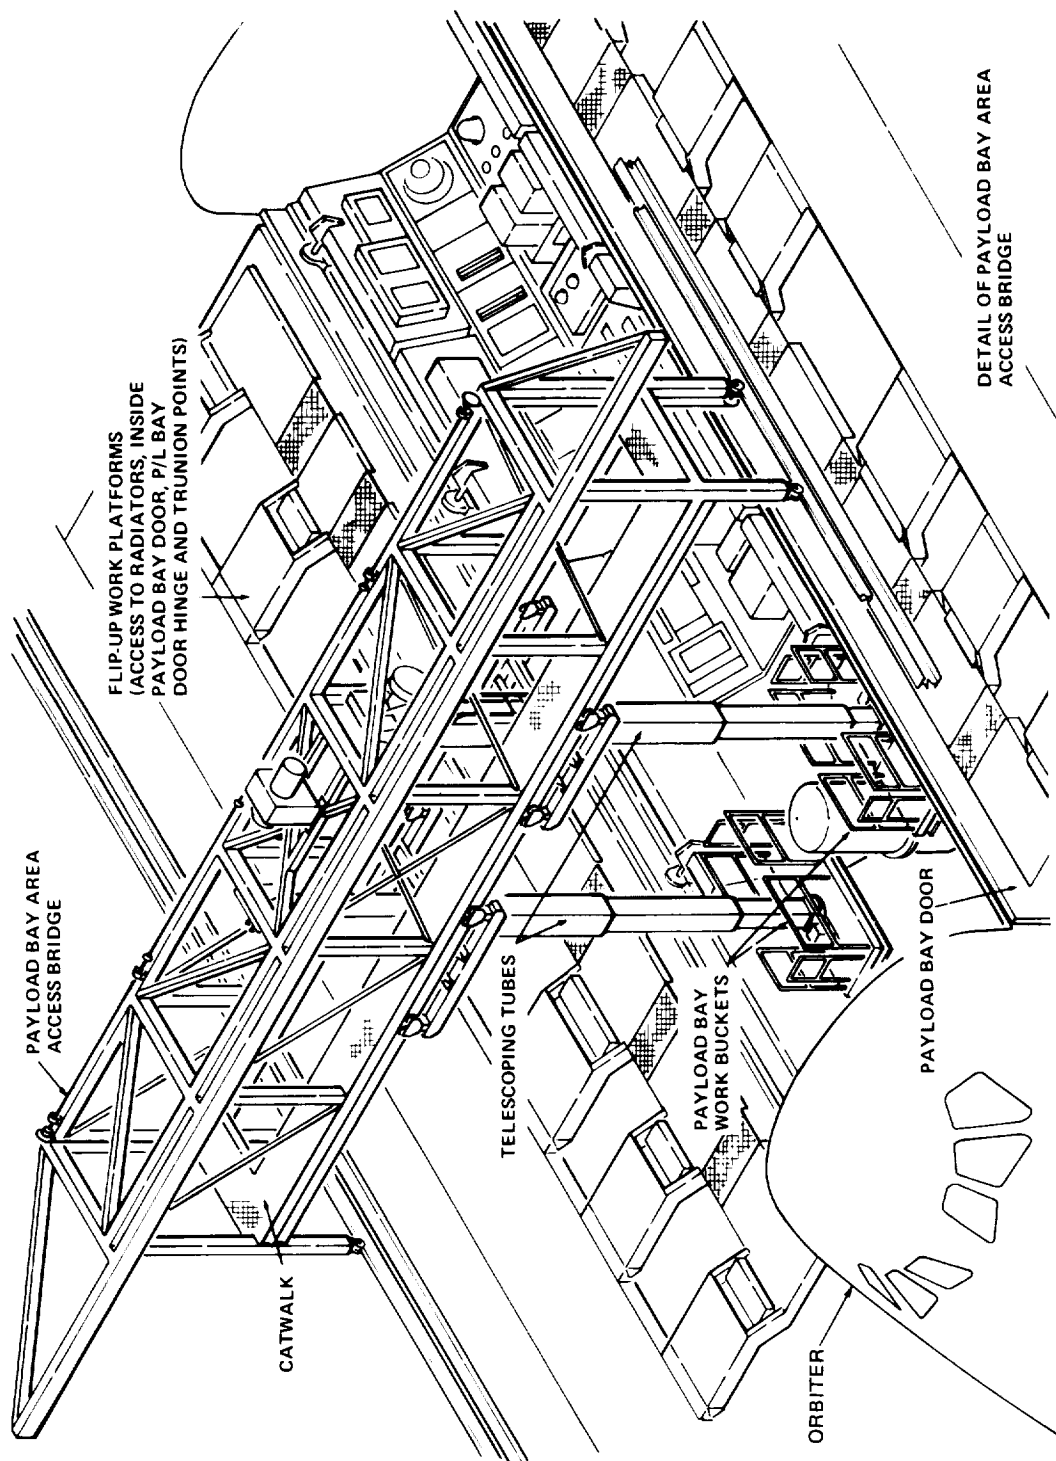 PAYLOAD BAY AREA
ACCESS BRIDGE
FLIP-UP WORK PLATFORMS
(ACCESS TO RADIATORS, INSIDE
PAYLOAD BAY DOOR, P/L BAY
DOOR HINGE AND TRUNION POINTS)
CATWALK
TELESCOPING TUBES
PAYLOAD BAY
WORK BUCKETS
ORBITER
PAYLOAD BAY DOOR
DETAIL OF PAYLOAD BAY AREA
ACCESS BRIDGE